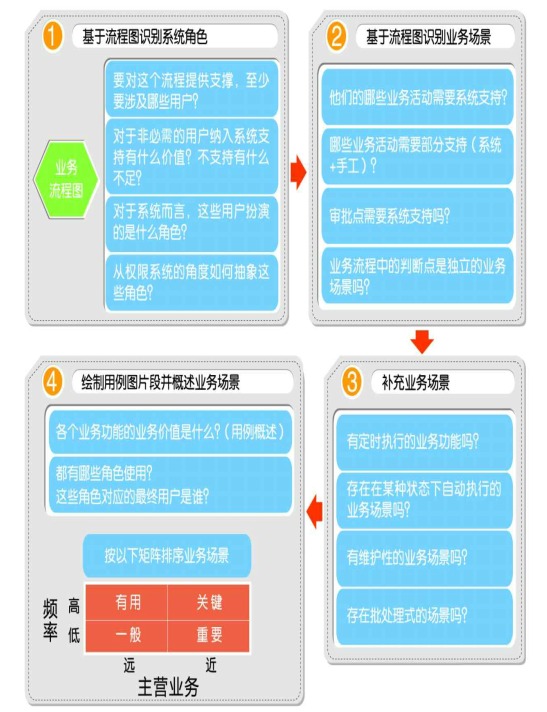 1 基于流程图识别系统角色
业务
流程图
要对这个流程提供支撑，至少
要涉及哪些用户？
对于非必需的用户纳入系统支
持有什么价值？不支持有什么
不足？
对于系统而言，这些用户扮演
的是什么角色？
从权限系统的角度如何抽象这
些角色？
2 基于流程图识别业务场景
他们的哪些业务活动需要系统支持？
哪些业务活动需要部分支持（系统
+手工）？
审批点需要系统支持吗？
业务流程中的判断点是独立的业务
场景吗？
3 补充业务场景
有定时执行的业务功能吗？
存在在某种状态下自动执行的
业务场景吗？
有维护性的业务场景吗？
存在批处理式的场景吗？
4 绘制用例图片段并概述业务场景
各个业务功能的业务价值是什么？（用例概述）
都有哪些角色使用？
这些角色对应的最终用户是谁？
按以下矩阵排序业务场景
频率
高 有用 关键
低 一般 重要
远 近
主营业务